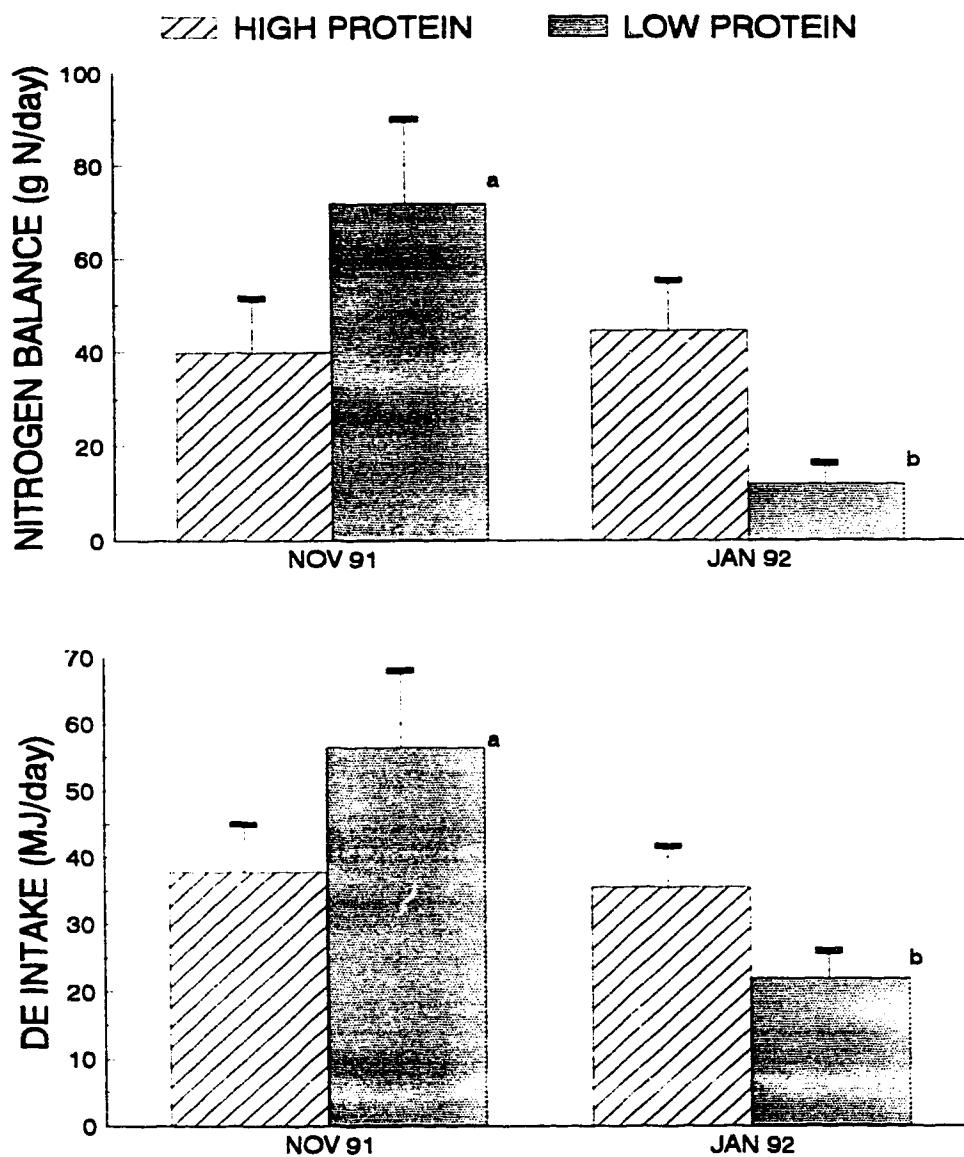 HIGH PROTEIN LOW PROTEIN
NITROGEN BALANCE (g N/day)
100
80
60
40
20
0
a
b
NOV 91 JAN 92
DE INTAKE (MJ/day)
70
60
50
40
30
20
10
0
a
b
NOV 91 JAN 92